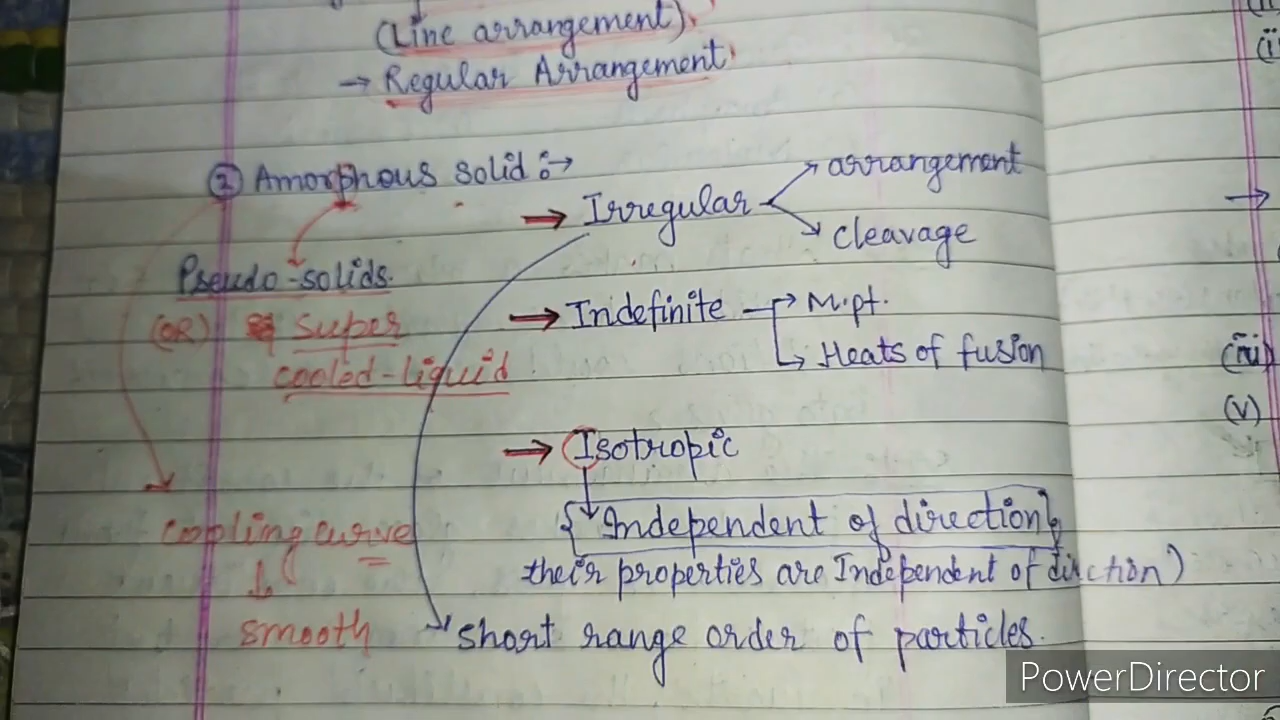 (Line arrangement).
→ Regular Arrangement
② Amorphous solid :→
→ Irregular
arrangement
cleavage
Pseudo-solids.
(OR) Super
cooled-liquid
→ Indefinite
→ M.pt.
→ Heats of fusion
→ Isotropic
{Independent of direction}
their properties are Independent of diection)
cooling curve
↓
smooth
short range order of particles.
(iv)
(v)
PowerDirector